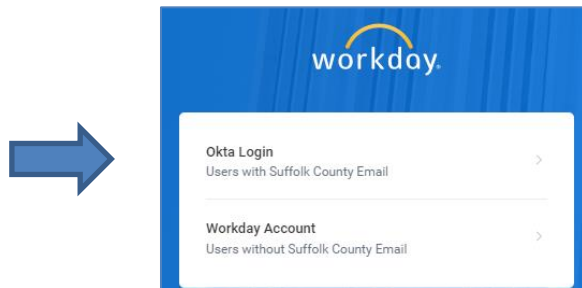 workday.
Okta Login
Users with Suffolk County Email
Workday Account
Users without Suffolk County Email